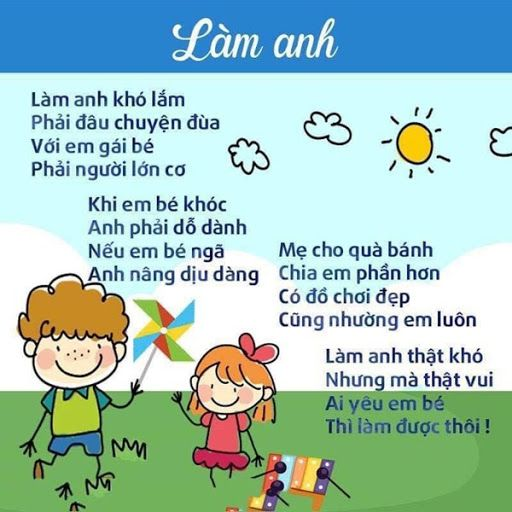 Làm anh
Làm anh khó lắm
Phải đâu chuyện đùa
Với em gái bé
Phải người lớn cơ
Khi em bé khóc
Anh phải dỗ dành
Nếu em bé ngã
Anh nâng dịu dàng
Mẹ cho quà bánh
Chia em phần hơn
Có đồ chơi đẹp
Cũng nhường em luôn
Làm anh thật khó
Nhưng mà thật vui
Ai yêu em bé
Thì làm được thôi !